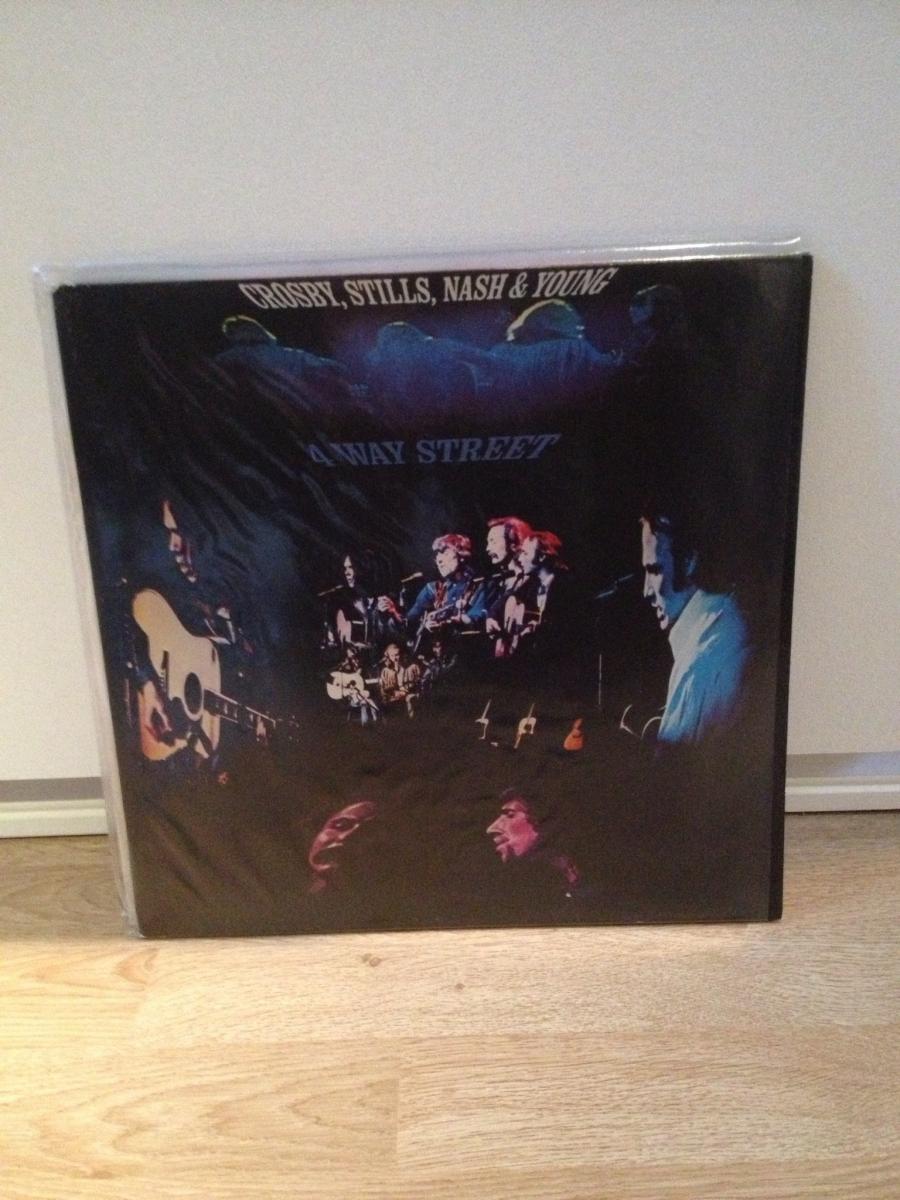 CROSBY, STILLS, NASH & YOUNG
4 WAY STREET